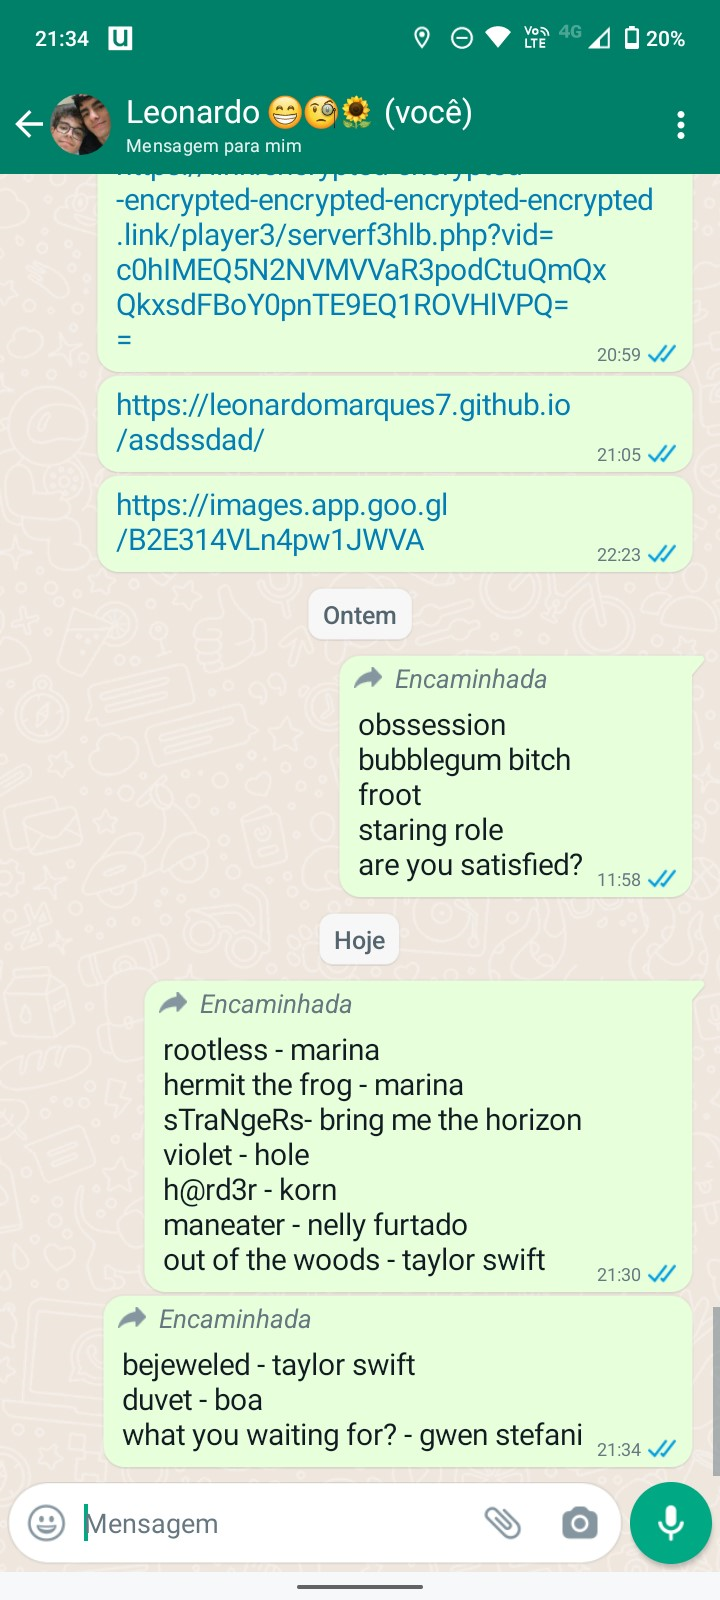 21:34 u VoLTE 4G 20%
Leonardo 😁🧐🌻 (você)
Mensagem para mim
-encrypted-encrypted-encrypted-encrypted
.link/player3/serverf3hlb.php?vid=
c0hIMEQ5N2NVMVVaR3podCtuQmQx
QkxsdFBoY0pnTE9EQ1ROVHlVPQ=
=
20:59
https://leonardomarques7.github.io
/asdssdad/
21:05
https://images.app.goo.gl
/B2E314VLn4pw1JWVA
22:23
Ontem
Encaminhada
obssession
bubblegum bitch
froot
staring role
are you satisfied?
11:58
Hoje
Encaminhada
rootless - marina
hermit the frog - marina
sTraNgeRs- bring me the horizon
violet - hole
h@rd3r - korn
maneater - nelly furtado
out of the woods - taylor swift
21:30
Encaminhada
bejeweled - taylor swift
duvet - boa
what you waiting for? - gwen stefani
21:34
Mensagem